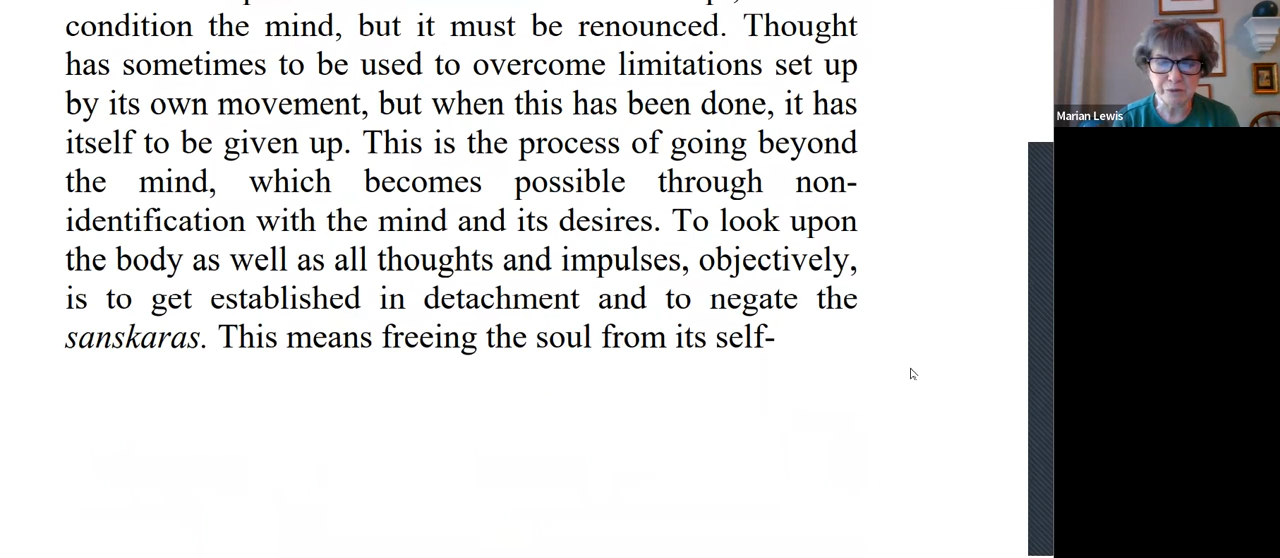 condition the mind, but it must be renounced. Thought
has sometimes to be used to overcome limitations set up
by its own movement, but when this has been done, it has
itself to be given up. This is the process of going beyond
the mind, which becomes possible through non-
identification with the mind and its desires. To look upon
the body as well as all thoughts and impulses, objectively,
is to get established in detachment and to negate the
sanskaras. This means freeing the soul from its self-
Marian Lewis